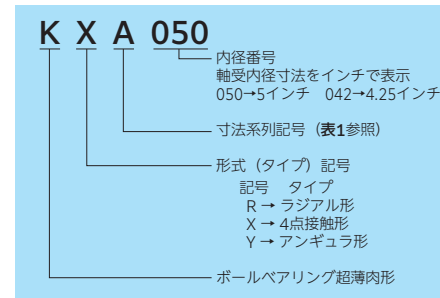 K X A 050
内径番号
軸受内径寸法をインチで表示
050→5インチ 042→4.25インチ
寸法系列記号（表1参照）
形式（タイプ）記号
記号 タイプ
R→ ラジアル形
X→ 4点接触形
Y→ アンギュラ形
ボールベアリング超薄肉形